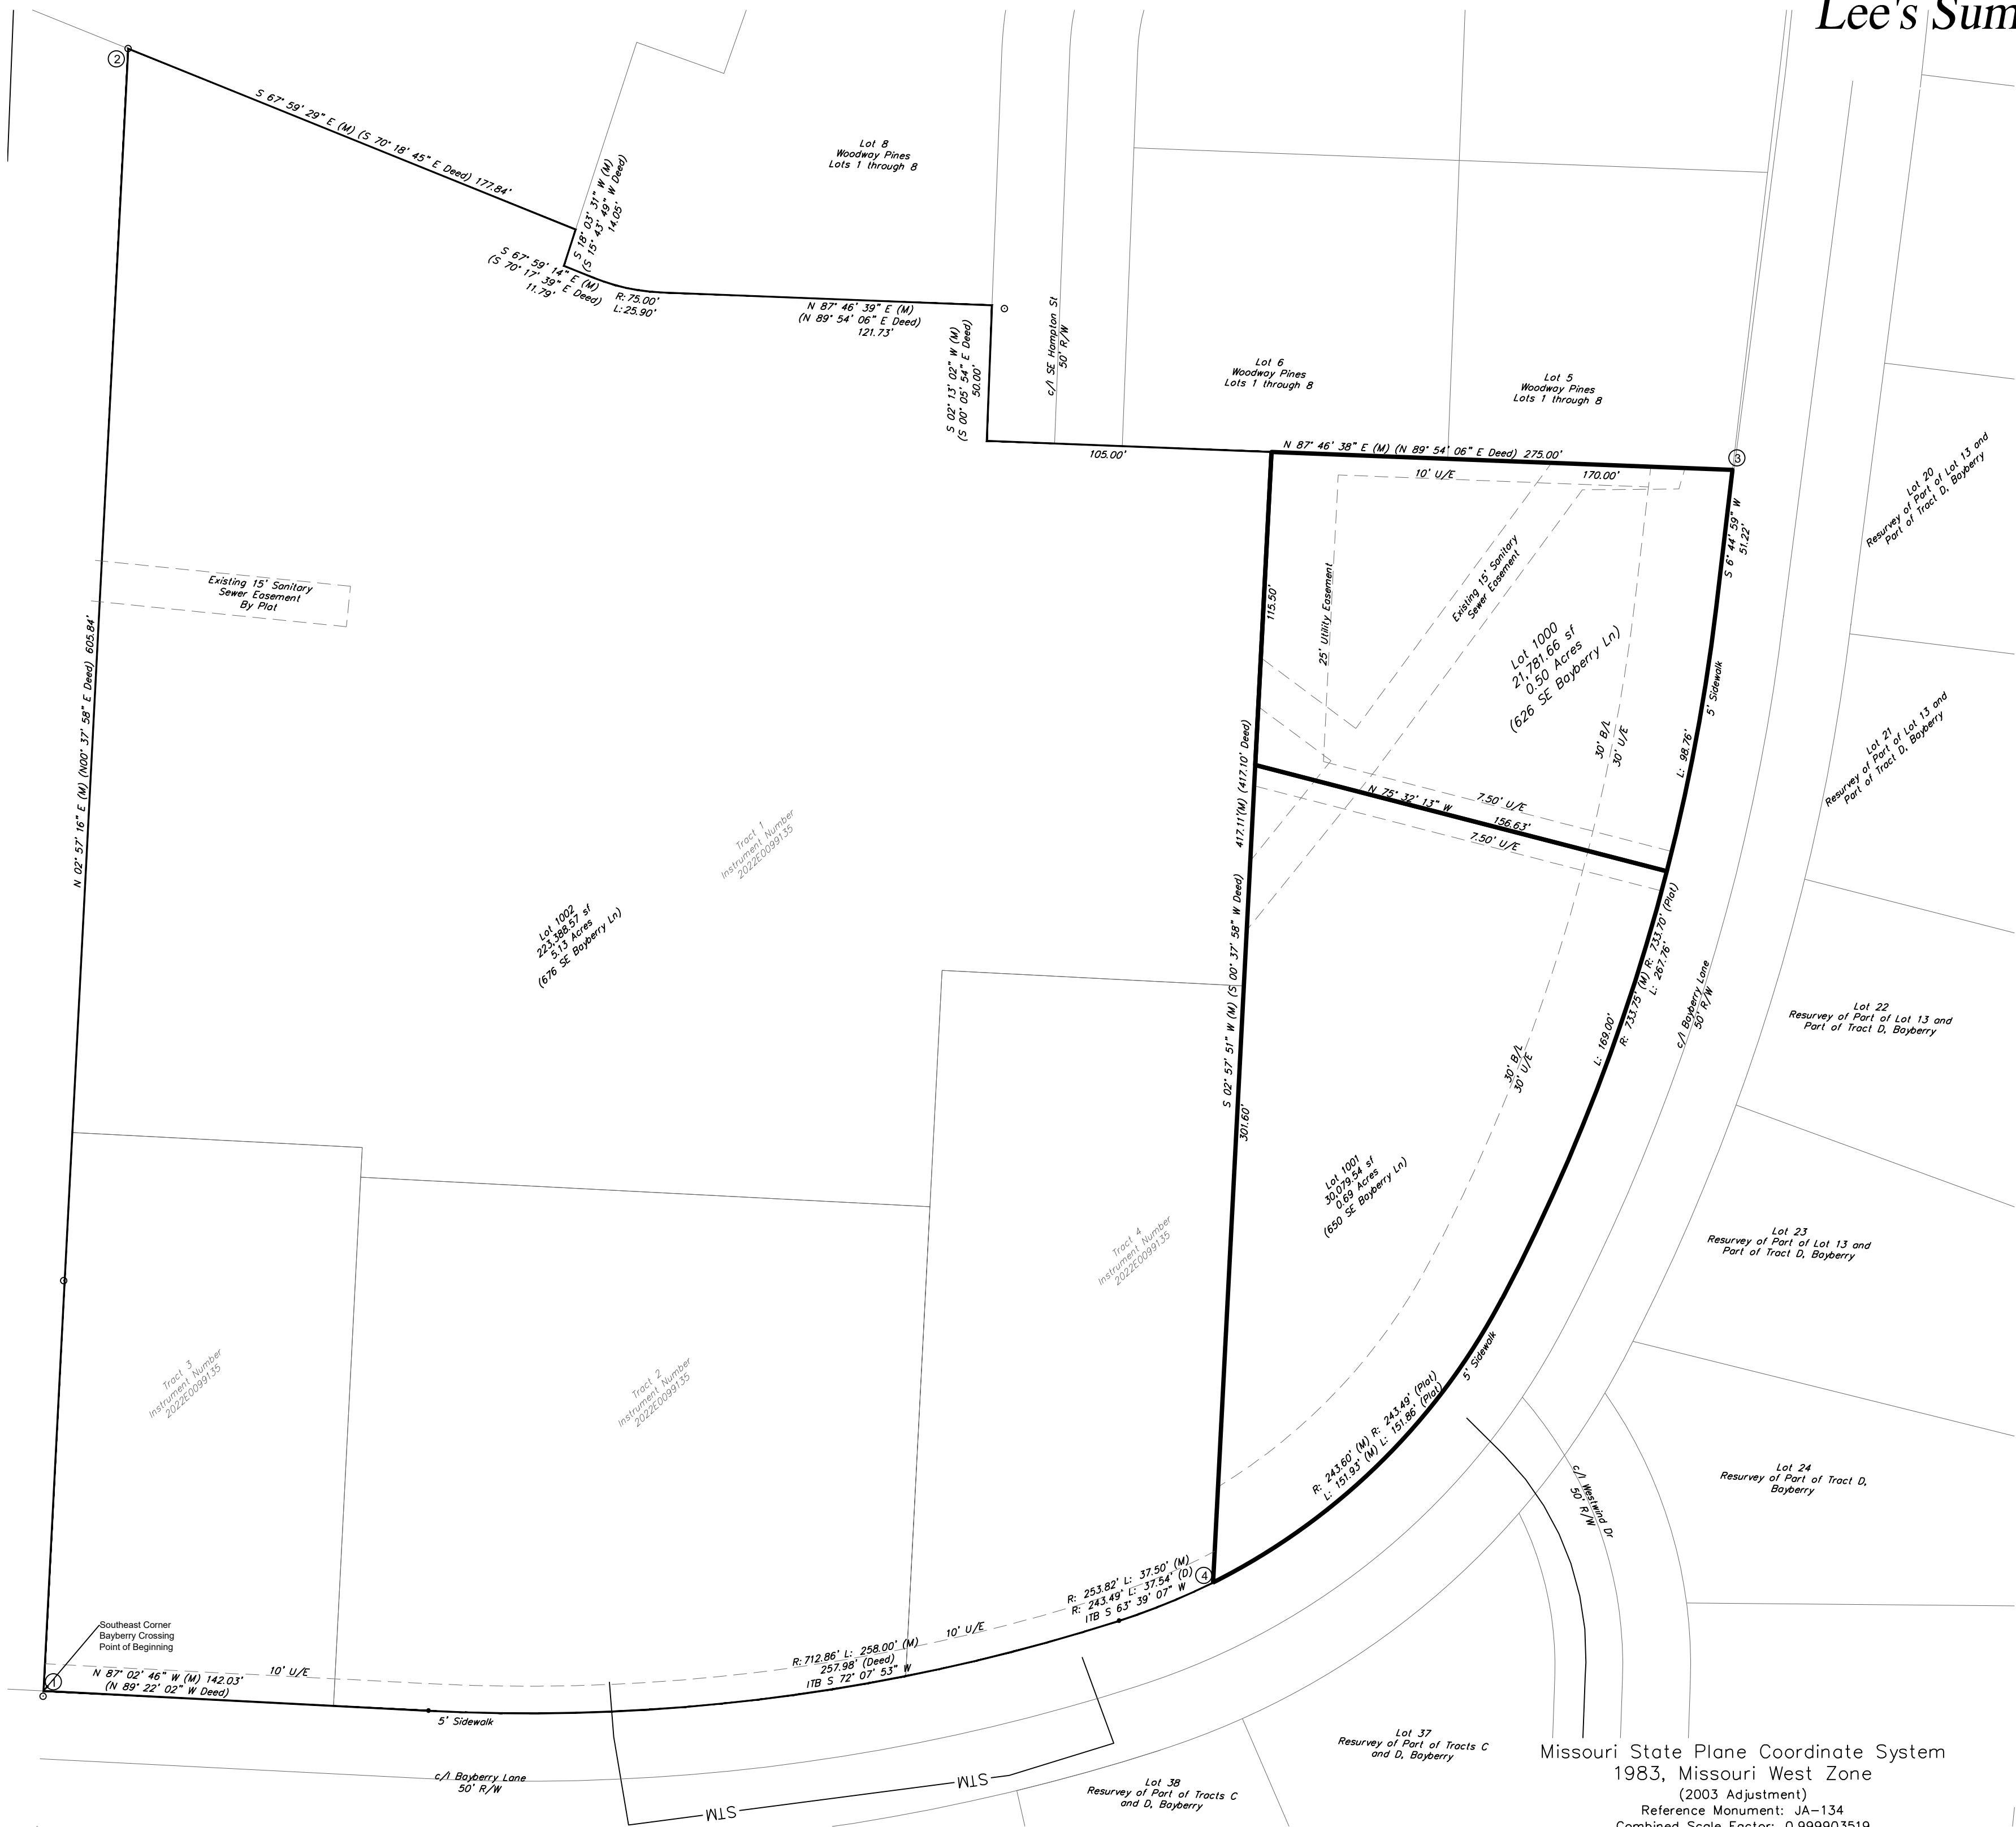 Lee's Sum
2
S 67° 59' 29" E (M) (S 70° 18' 45" E Deed) 177.84'
S 18° 03' 31" W (M)
(S 15° 43' 49" W Deed)
14.05'
Lot 8
Woodway Pines
Lots 1 through 8
S 67° 59' 14" E (M)
(S 70° 17' 39" E Deed)
11.79'
R: 75.00'
L: 25.90'
N 87° 46' 39" E (M)
(N 89° 54' 06" E Deed)
121.73'
S 02° 13' 02" W (M)
(S 00° 05' 54" E Deed)
50.00'
c/l SE Hampton St
50' R/W
Lot 6
Woodway Pines
Lots 1 through 8
Lot 5
Woodway Pines
Lots 1 through 8
105.00'
N 87° 46' 38" E (M) (N 89° 54' 06" E Deed) 275.00'
3
10' U/E
170.00'
S 6° 44' 59" W
51.22'
Lot 20
Resurvey of Part of Lot 13 and
Part of Tract D, Bayberry
Existing 15' Sanitary
Sewer Easement
By Plat
N 02° 57' 16" E (M) (N00° 37' 58" E Deed) 605.84'
115.50'
25' Utility Easement
Existing 15' Sanitary
Sewer Easement
Lot 1000
21,781.66 sf
0.50 Acres
(626 SE Bayberry Ln)
5' Sidewalk
30' B/L
30' U/E
L: 98.76'
Lot 21
Resurvey of Part of Lot 13 and
Part of Tract D, Bayberry
N 75° 32' 13" W
156.63'
7.50' U/E
7.50' U/E
S 02° 57' 51" W (M) (S 00° 37' 58" W Deed) 417.11'(M) (417.10' Deed)
Tract 1
Instrument Number
2022E0099135
Lot 1002
223,388.57 sf
5.13 Acres
(676 SE Bayberry Ln)
L: 169.00'
R: 733.75' (M) R: 733.70' (Plat)
L: 267.76'
c/l Bayberry Lane
50' R/W
Lot 22
Resurvey of Part of Lot 13 and
Part of Tract D, Bayberry
30' B/L
30' U/E
301.60'
Lot 1001
30,079.54 sf
0.69 Acres
(650 SE Bayberry Ln)
Tract 4
Instrument Number
2022E0099135
Lot 23
Resurvey of Part of Lot 13 and
Part of Tract D, Bayberry
Tract 3
Instrument Number
2022E0099135
Tract 2
Instrument Number
2022E0099135
5' Sidewalk
R: 243.60' (M) R: 243.49' (Plat)
L: 151.93' (M) L: 151.86' (Plat)
Lot 24
Resurvey of Part of Tract D,
Bayberry
c/l Westwind Dr
50' R/W
R: 253.82' L: 37.50' (M)
R: 243.49' L: 37.54' (D)
ITB S 63° 39' 07" W
4
Southeast Corner
Bayberry Crossing
Point of Beginning
1
N 87° 02' 46" W (M) 142.03'
(N 89° 22' 02" W Deed)
10' U/E
R: 712.86' L: 258.00' (M)
257.98' (Deed)
ITB S 72° 07' 53" W
10' U/E
5' Sidewalk
c/l Bayberry Lane
50' R/W
STM
STM
Lot 37
Resurvey of Part of Tracts C
and D, Bayberry
Lot 38
Resurvey of Part of Tracts C
and D, Bayberry
Missouri State Plane Coordinate System
1983, Missouri West Zone
(2003 Adjustment)
Reference Monument: JA-134
Combined Scale Factor: 0.999903519